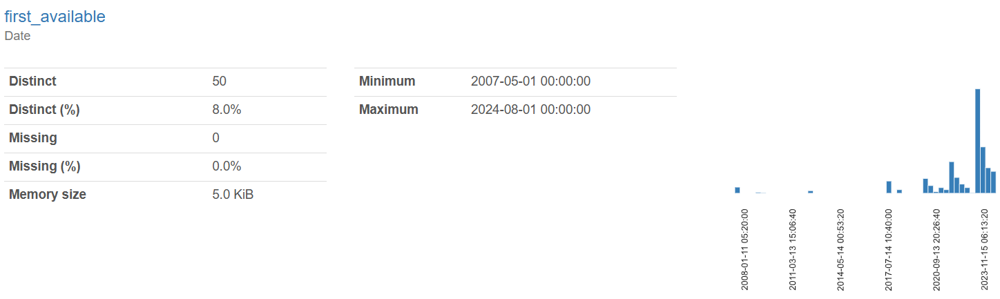 first_available
Date
Distinct 50
Distinct (%) 8.0%
Missing 0
Missing (%) 0.0%
Memory size 5.0 KiB
Minimum 2007-05-01 00:00:00
Maximum 2024-08-01 00:00:00
2008-01-11 05:20:00
2011-03-13 15:06:40
2014-05-14 00:53:20
2017-07-14 10:40:00
2020-09-13 20:26:40
2023-11-15 06:13:20